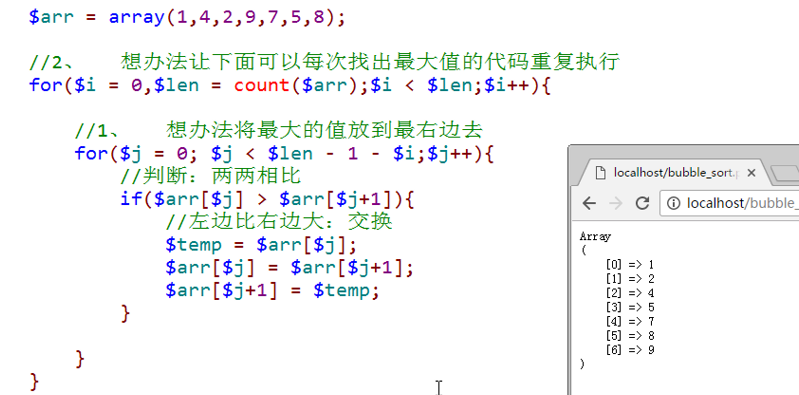 $arr = array(1,4,2,9,7,5,8);
//2、 想办法让下面可以每次找出最大值的代码重复执行
for($i = 0,$len = count($arr);$i < $len;$i++){
//1、 想办法将最大的值放到最右边去
for($j = 0; $j < $len - 1 - $i;$j++){
//判断：两两相比
if($arr[$j] > $arr[$j+1]){
//左边比右边大：交换
$temp = $arr[$j];
$arr[$j] = $arr[$j+1];
$arr[$j+1] = $temp;
}
}
}
localhost/bubble_sort.
localhost/bubble_
Array
(
[0] => 1
[1] => 2
[2] => 4
[3] => 5
[4] => 7
[5] => 8
[6] => 9
)